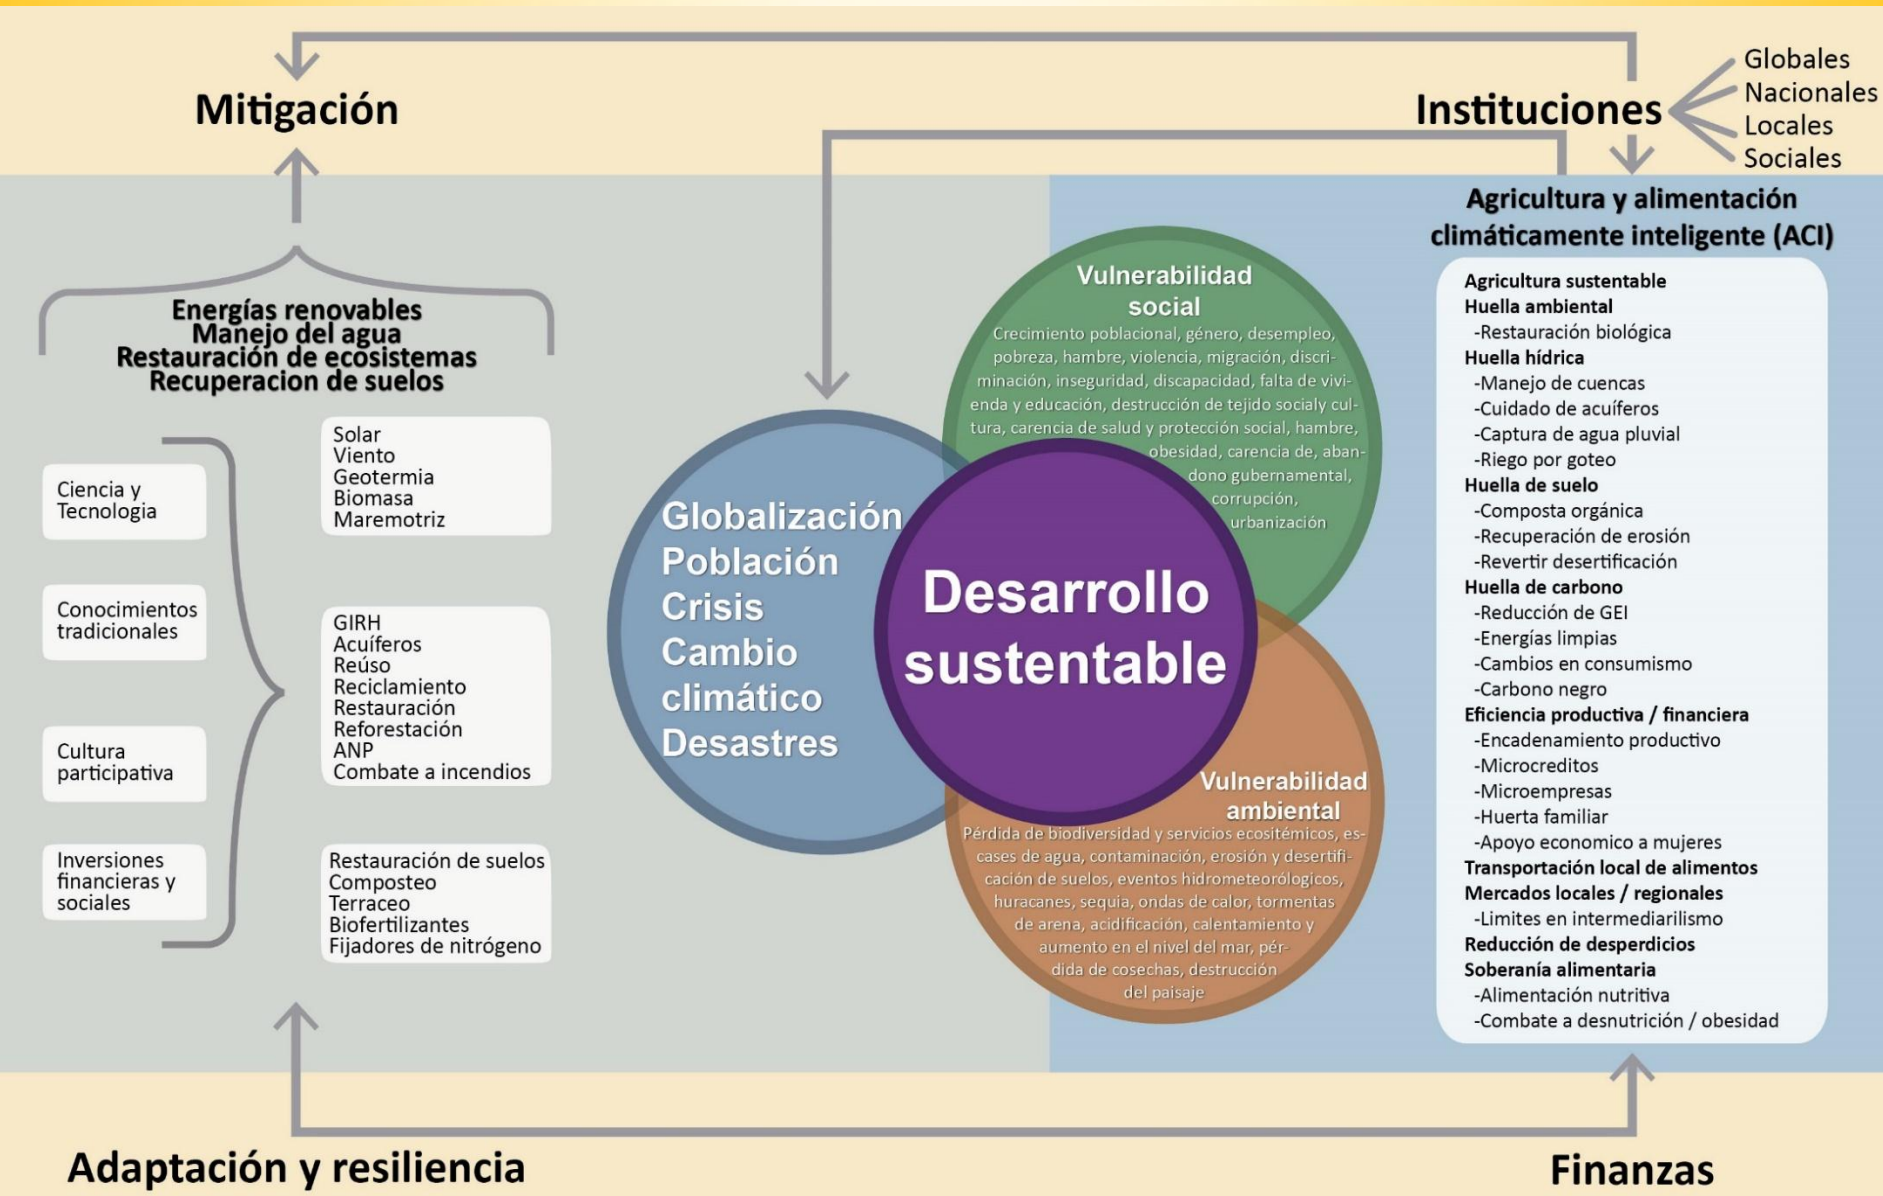 Mitigación
Instituciones
Globales
Nacionales
Locales
Sociales
Energías renovables
Manejo del agua
Restauración de ecosistemas
Recuperacion de suelos
Ciencia y
Tecnologia
Conocimientos
tradicionales
Cultura
participativa
Inversiones
financieras y
sociales
Solar
Viento
Geotermia
Biomasa
Maremotriz
GIRH
Acuíferos
Reúso
Reciclamiento
Restauración
Reforestación
ANP
Combate a incendios
Restauración de suelos
Composteo
Terraceo
Biofertilizantes
Fijadores de nitrógeno
Globalización
Población
Crisis
Cambio
climático
Desastres
Desarrollo
sustentable
Vulnerabilidad
social
Crecimiento poblacional, género, desempleo,
pobreza, hambre, violencia, migración, discri-
minación, inseguridad, discapacidad, falta de vivi-
enda y educación, destrucción de tejido socialy cul-
tura, carencia de salud y protección social, hambre,
obesidad, carencia de, aban-
dono gubernamental,
corrupción,
urbanización
Vulnerabilidad
ambiental
Pérdida de biodiversidad y servicios ecositémicos, es-
cases de agua, contaminación, erosión y desertifi-
cación de suelos, eventos hidrometeorólogicos,
huracanes, sequia, ondas de calor, tormentas
de arena, acidificación, calentamiento y
aumento en el nivel del mar, pér-
dida de cosechas, destrucción
del paisaje
Agricultura y alimentación
climáticamente inteligente (ACI)
Agricultura sustentable
Huella ambiental
-Restauración biológica
Huella hídrica
-Manejo de cuencas
-Cuidado de acuíferos
-Captura de agua pluvial
-Riego por goteo
Huella de suelo
-Composta orgánica
-Recuperación de erosión
-Revertir desertificación
Huella de carbono
-Reducción de GEI
-Energías limpias
-Cambios en consumismo
-Carbono negro
Eficiencia productiva / financiera
-Encadenamiento productivo
-Microcreditos
-Microempresas
-Huerta familiar
-Apoyo economico a mujeres
Transportación local de alimentos
Mercados locales / regionales
-Limites en intermediarilismo
Reducción de desperdicios
Soberanía alimentaria
-Alimentación nutritiva
-Combate a desnutrición / obesidad
Adaptación y resiliencia
Finanzas